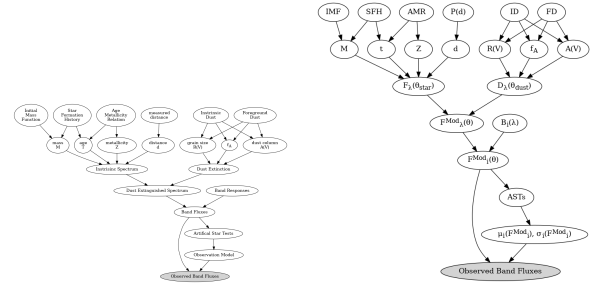 Initial
Mass
Function
Star
Formation
History
Age
Metallicity
Relation
measured
distance
Intrinsic
Dust
Foreground
Dust
mass
M
age
T
metallicity
Z
distance
d
grain size
R(V)
f_A
dust column
A(V)
Instrisic Spectrum
Dust Extinction
Dust Extinguished Spectrum
Band Responses
Band Fluxes
Artifical Star Tests
Observation Model
Observed Band Fluxes
IMF
SFH
AMR
P(d)
ID
FD
M
t
Z
d
R(V)
f_A
A(V)
F_λ(θ_star)
D_λ(θ_dust)
F^Mod_λ(θ)
B_i(λ)
F^Mod_i(θ)
ASTs
μ_i(F^Mod_i), σ_i(F^Mod_i)
Observed Band Fluxes